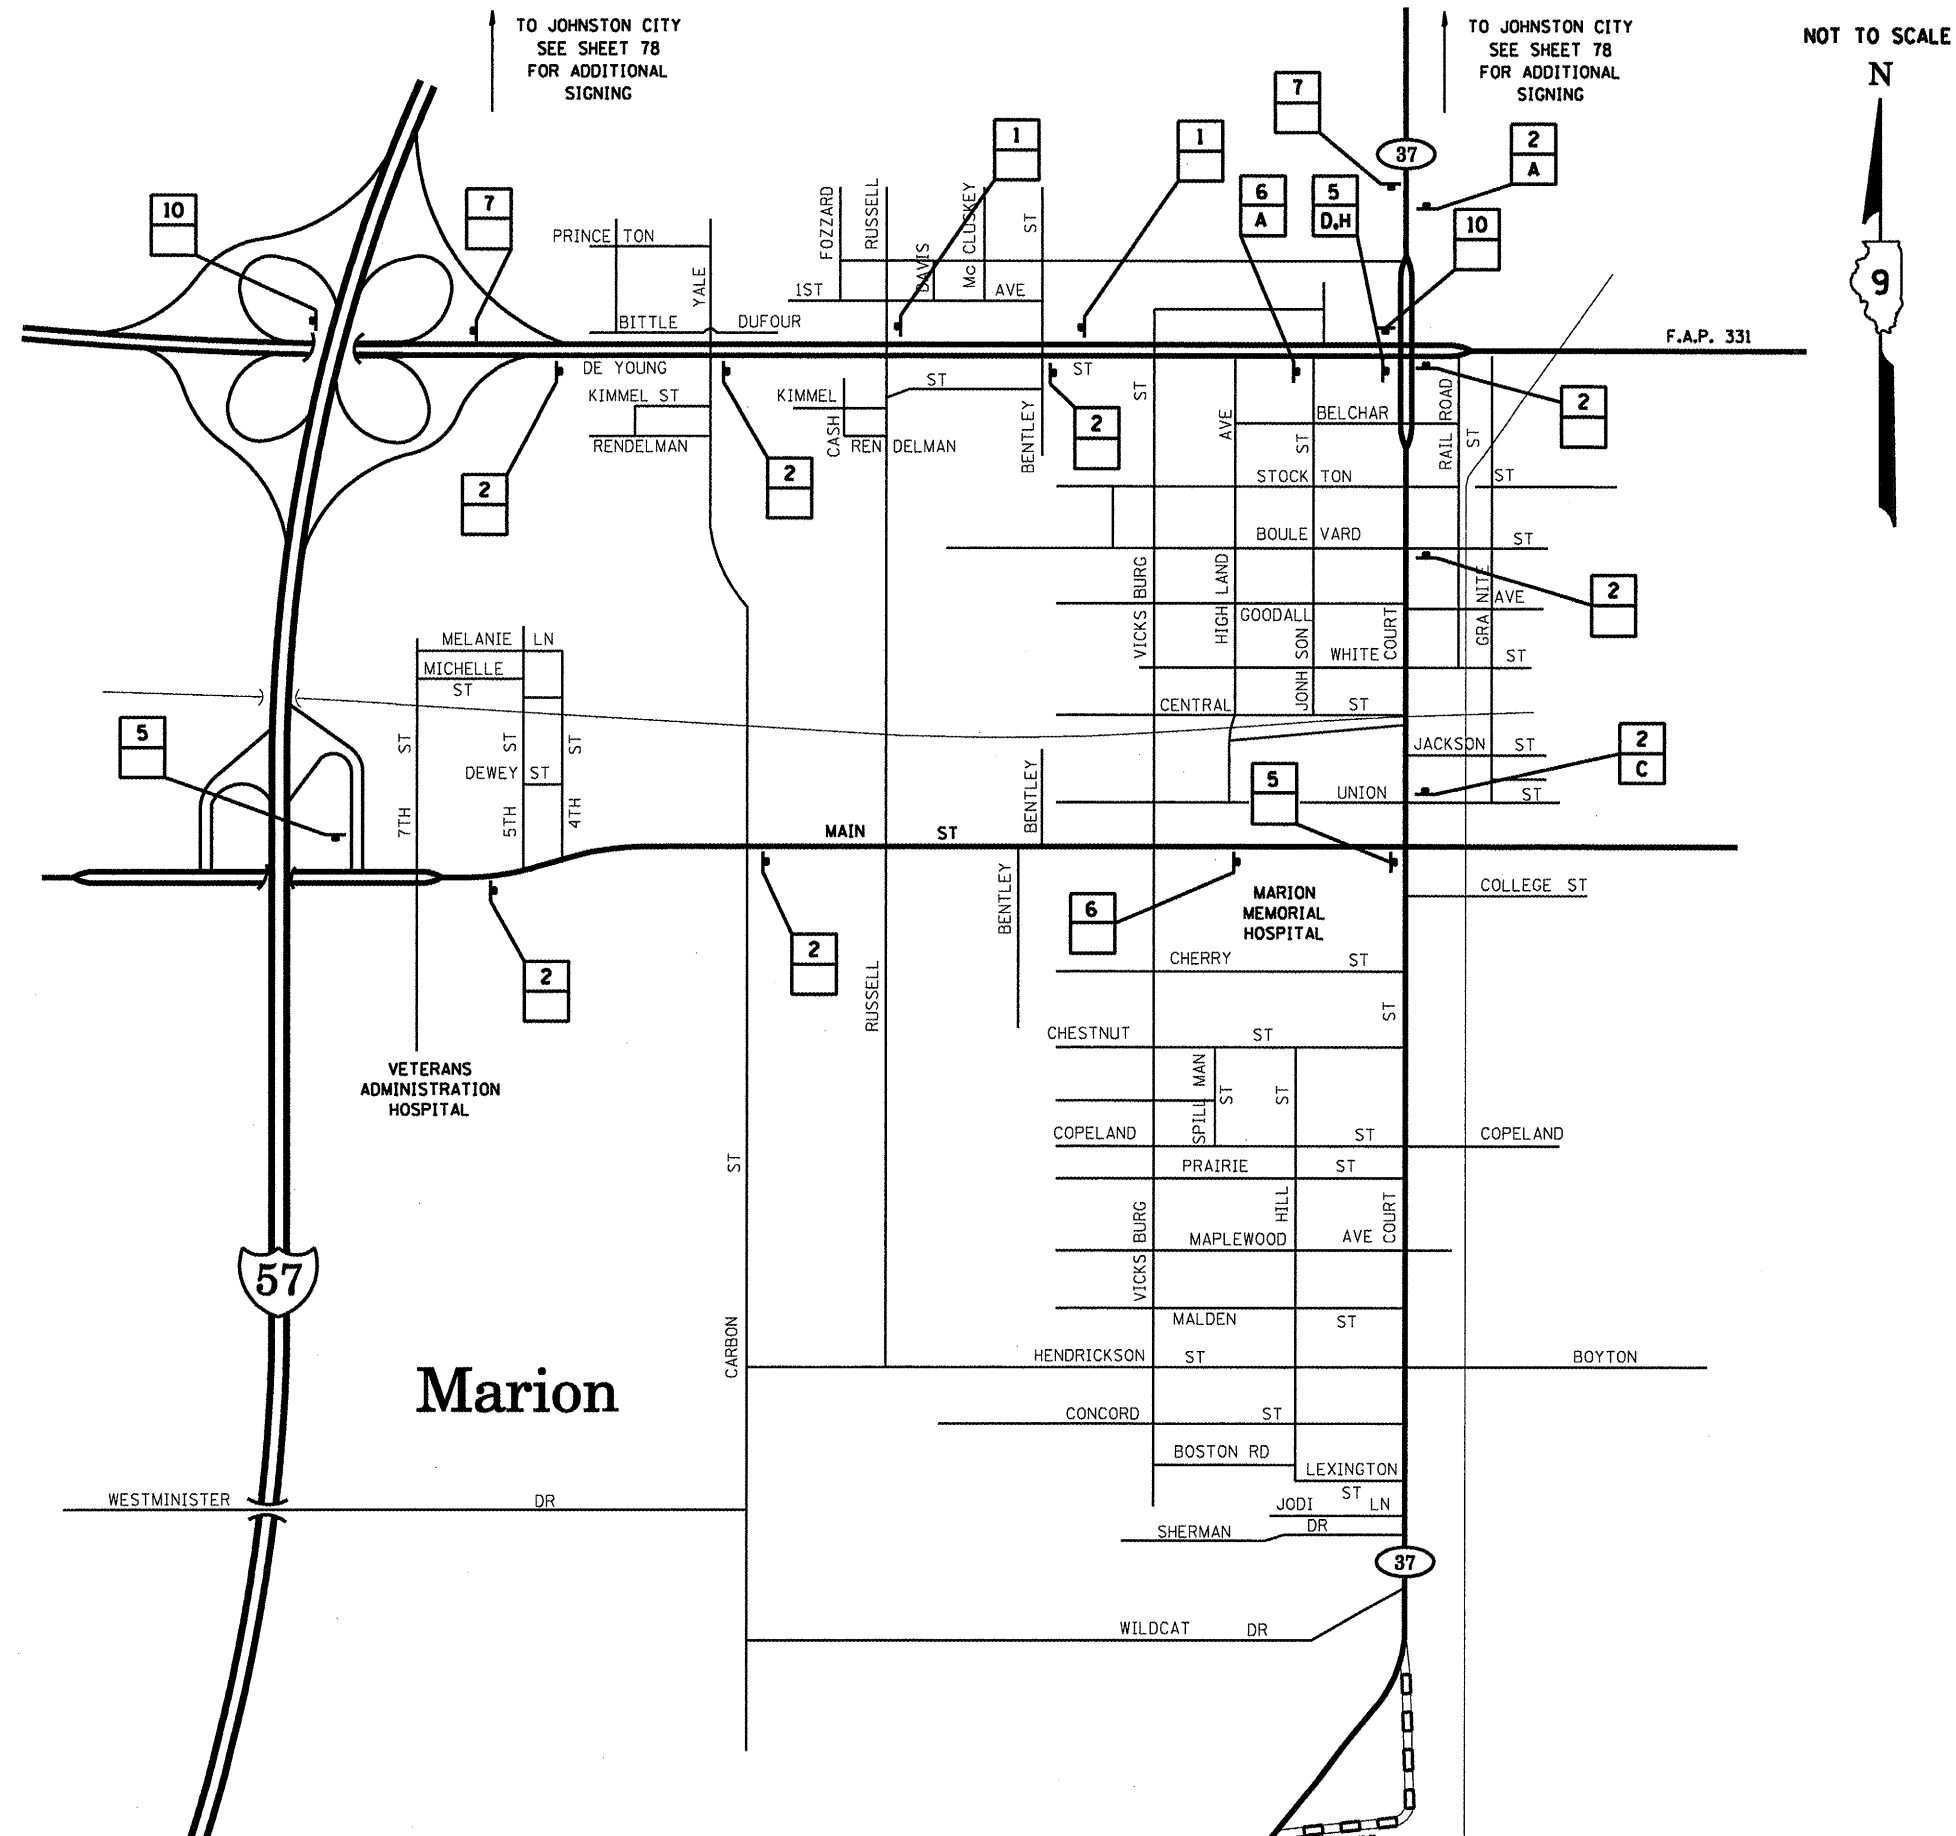 TO JOHNSTON CITY
SEE SHEET 78
FOR ADDITIONAL
SIGNING
TO JOHNSTON CITY
SEE SHEET 78
FOR ADDITIONAL
SIGNING
NOT TO SCALE
N
9
7
37
2
A
1
1
10
7
6
A
5
D,H
10
FOZZARD
RUSSELL
DAVIS
Mc CLUSKEY
ST
PRINCE TON
YALE
1ST AVE
BITTLE
DUFOUR
F.A.P. 331
DE YOUNG ST
KIMMEL ST
KIMMEL ST
CASH
RENDELMAN
REN DELMAN
BENTLEY
2
2
2
2
ST
AVE
BELCHAR
ST
RAIL ROAD
ST
STOCK TON ST
BOULE VARD ST
2
VICKS BURG
HIGH LAND
GOODALL AVE
JONH SON
COURT
GRA NITE
WHITE ST
CENTRAL ST
MELANIE LN
MICHELLE
ST
5
7TH ST
5TH ST
4TH ST
DEWEY ST
JACKSON ST
2
C
5
UNION ST
BENTLEY
MAIN ST
BENTLEY
6
MARION
MEMORIAL
HOSPITAL
COLLEGE ST
2
2
RUSSELL
CHERRY ST
ST
CHESTNUT ST
VETERANS
ADMINISTRATION
HOSPITAL
SPILL MAN
ST
ST
COPELAND ST
COPELAND
PRAIRIE ST
ST
HILL
COURT
VICKS BURG
MAPLEWOOD AVE
57
MALDEN ST
CARBON
HENDRICKSON ST
BOYTON
Marion
CONCORD ST
BOSTON RD
LEXINGTON
ST
WESTMINISTER DR
JODI LN
SHERMAN DR
37
WILDCAT DR